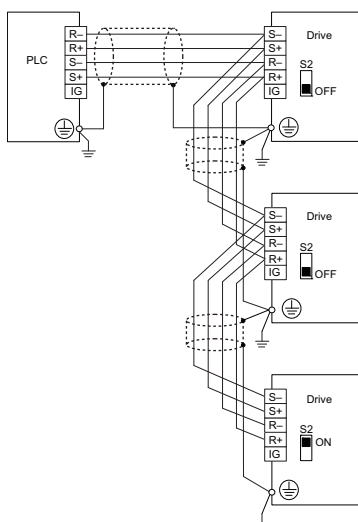 PLC
R–
R+
S–
S+
IG
S–
S+
R–
R+
IG
Drive
S2
OFF
S–
S+
R–
R+
IG
Drive
S2
OFF
S–
S+
R–
R+
IG
Drive
S2
ON